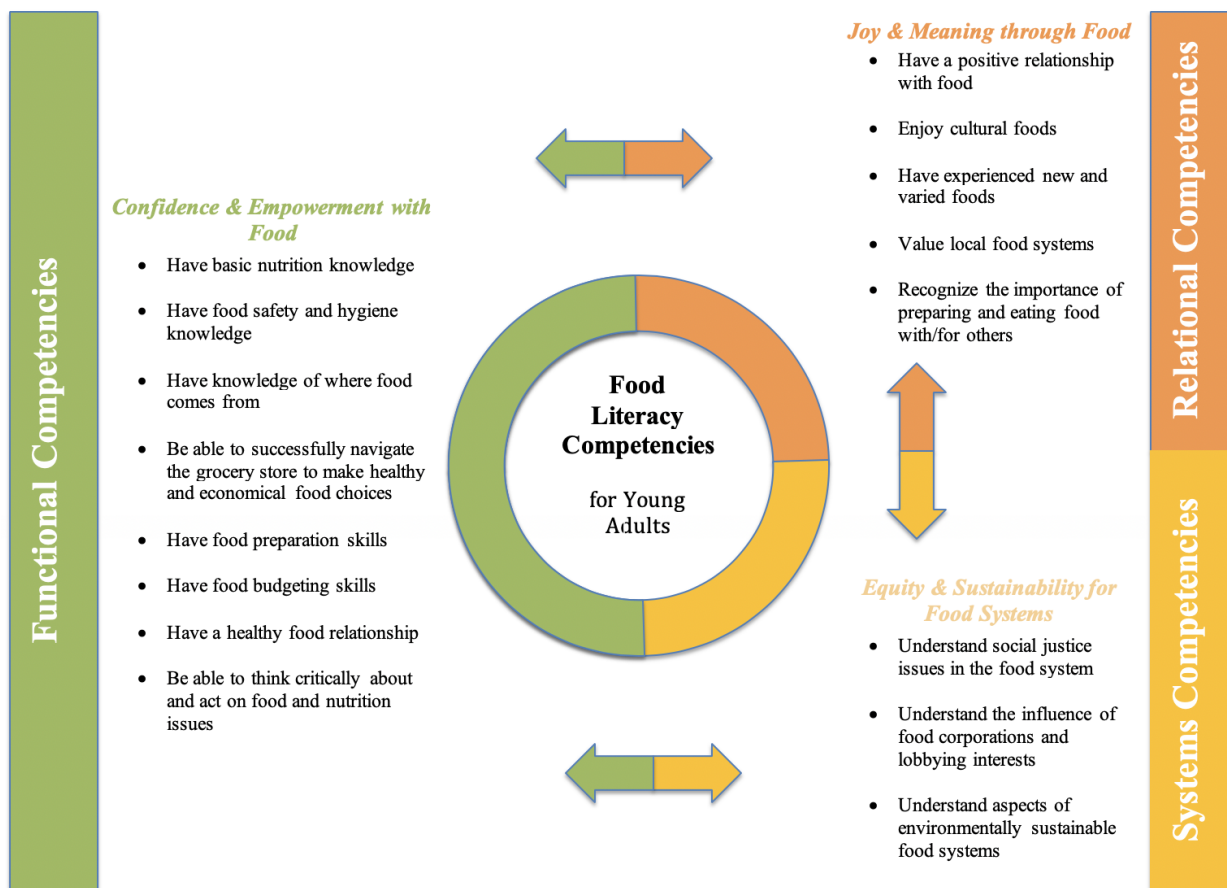 Functional Competencies
Confidence & Empowerment with
Food
• Have basic nutrition knowledge
• Have food safety and hygiene
knowledge
• Have knowledge of where food
comes from
• Be able to successfully navigate
the grocery store to make healthy
and economical food choices
• Have food preparation skills
• Have food budgeting skills
• Have a healthy food relationship
• Be able to think critically about
and act on food and nutrition
issues
Food
Literacy
Competencies
for Young
Adults
Joy & Meaning through Food
• Have a positive relationship
with food
• Enjoy cultural foods
• Have experienced new and
varied foods
• Value local food systems
• Recognize the importance of
preparing and eating food
with/for others
Relational Competencies
Equity & Sustainability for
Food Systems
• Understand social justice
issues in the food system
• Understand the influence of
food corporations and
lobbying interests
• Understand aspects of
environmentally sustainable
food systems
Systems Competencies